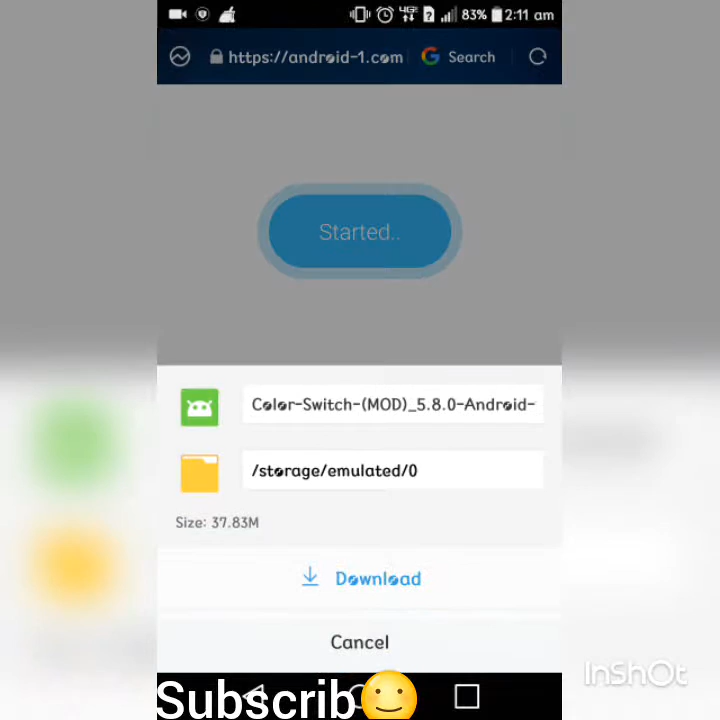 4G 83% 2:11 am
https://android-1.com Search
Started..
Color-Switch-(MOD)_5.8.0-Android-
/storage/emulated/0
Size: 37.83M
Download
Cancel
Subscrib
InShOt